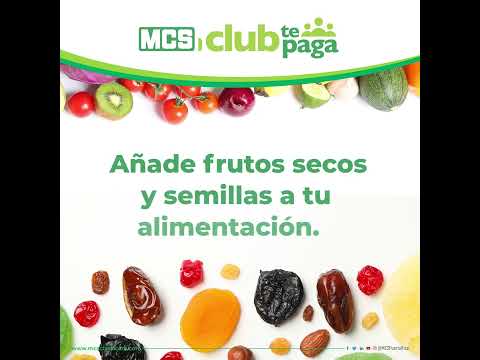 MCS club te paga
Añade frutos secos
y semillas a tu
alimentación.